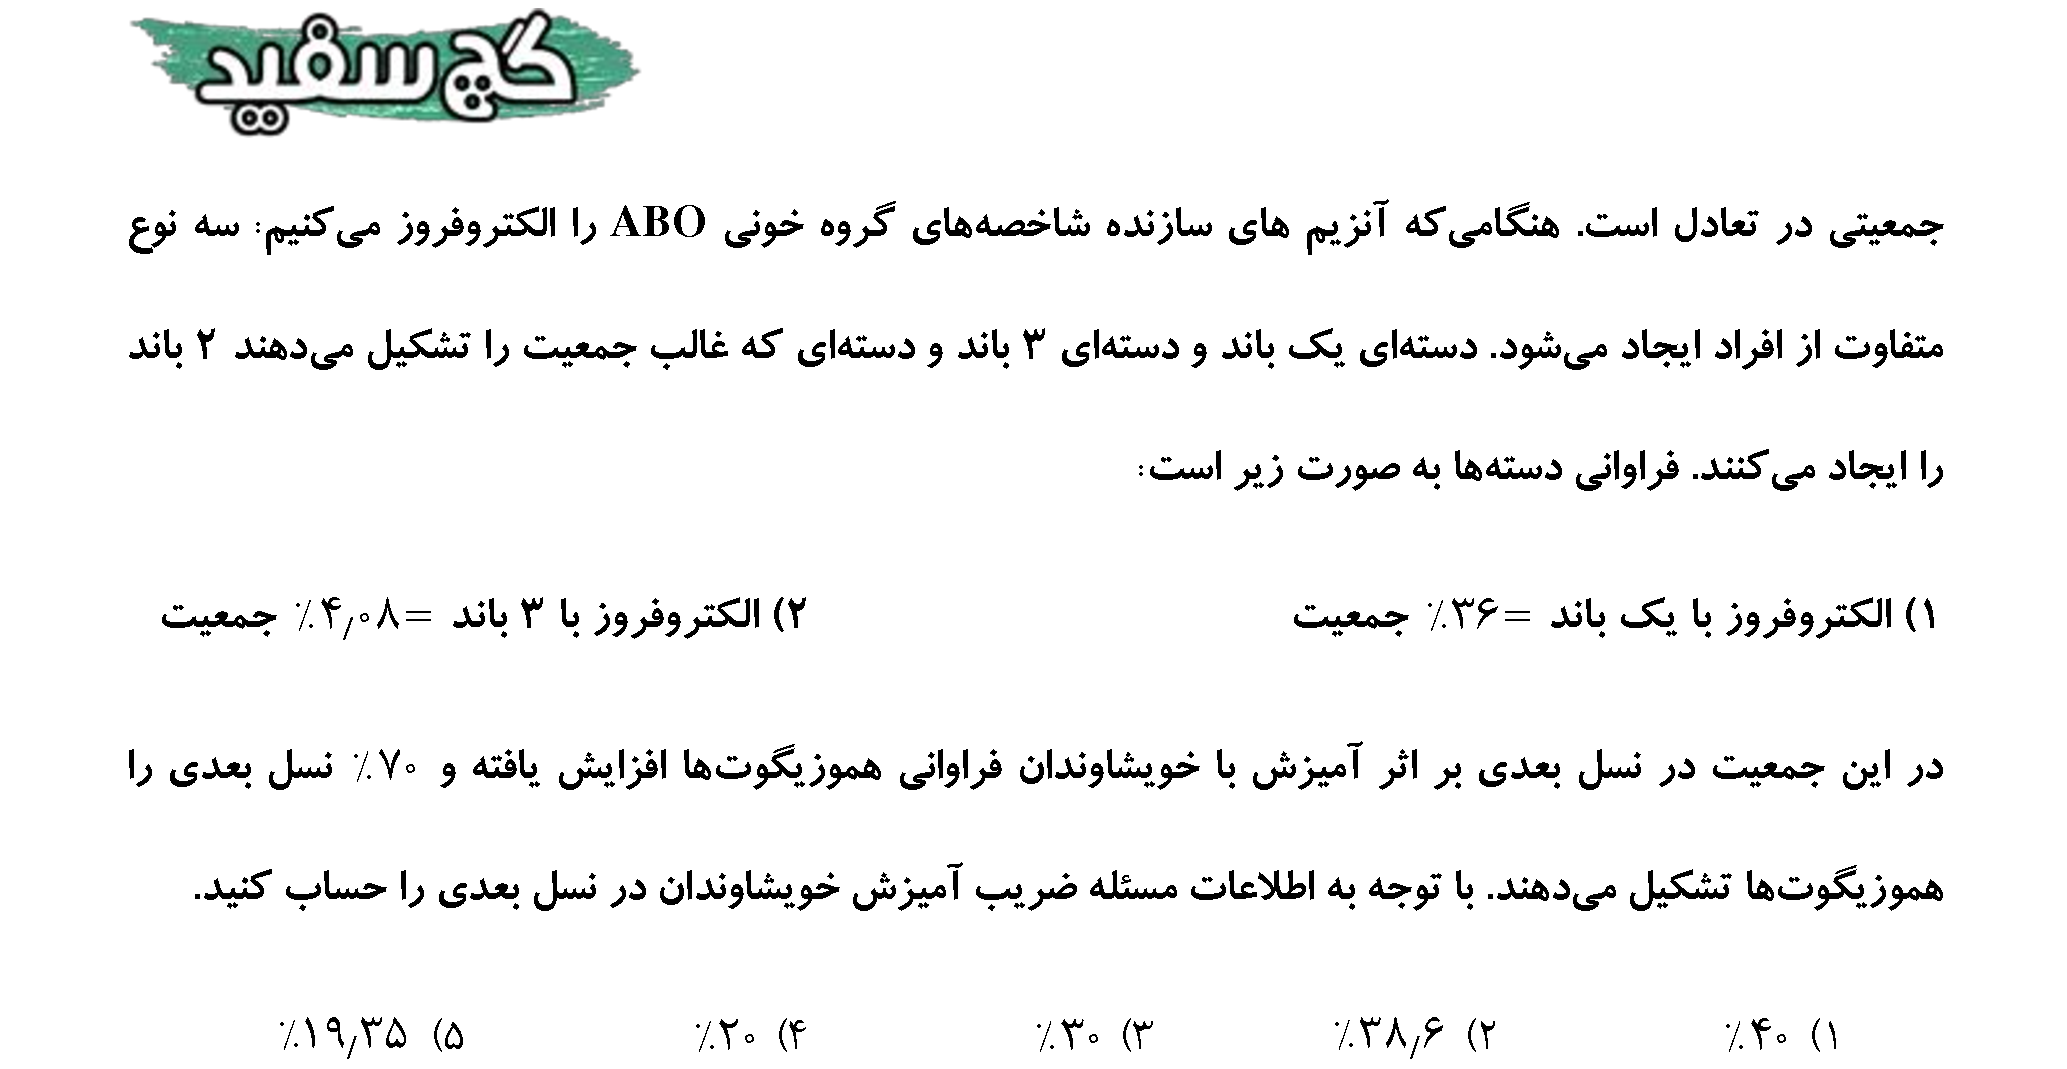 گچ سفید
جمعیتی در تعادل است. هنگامی‌که آنزیم های سازنده شاخصه‌های گروه خونی ABO را الکتروفروز می‌کنیم: سه نوع
متفاوت از افراد ایجاد می‌شود. دسته‌ای یک باند و دسته‌ای ۳ باند و دسته‌ای که غالب جمعیت را تشکیل می‌دهند ۲ باند
را ایجاد می‌کنند. فراوانی دسته‌ها به صورت زیر است:
۱) الکتروفروز با یک باند =۳۶٪ جمعیت ۲) الکتروفروز با ۳ باند =۴٫۰۸٪ جمعیت
در این جمعیت در نسل بعدی بر اثر آمیزش با خویشاوندان فراوانی هموزیگوت‌ها افزایش یافته و ۷۰٪ نسل بعدی را
هموزیگوت‌ها تشکیل می‌دهند. با توجه به اطلاعات مسئله ضریب آمیزش خویشاوندان در نسل بعدی را حساب کنید.
۱) ۴۰٪ ۲) ۳۸٫۶٪ ۳) ۳۰٪ ۴) ۲۰٪ ۵) ۱۹٫۳۵٪